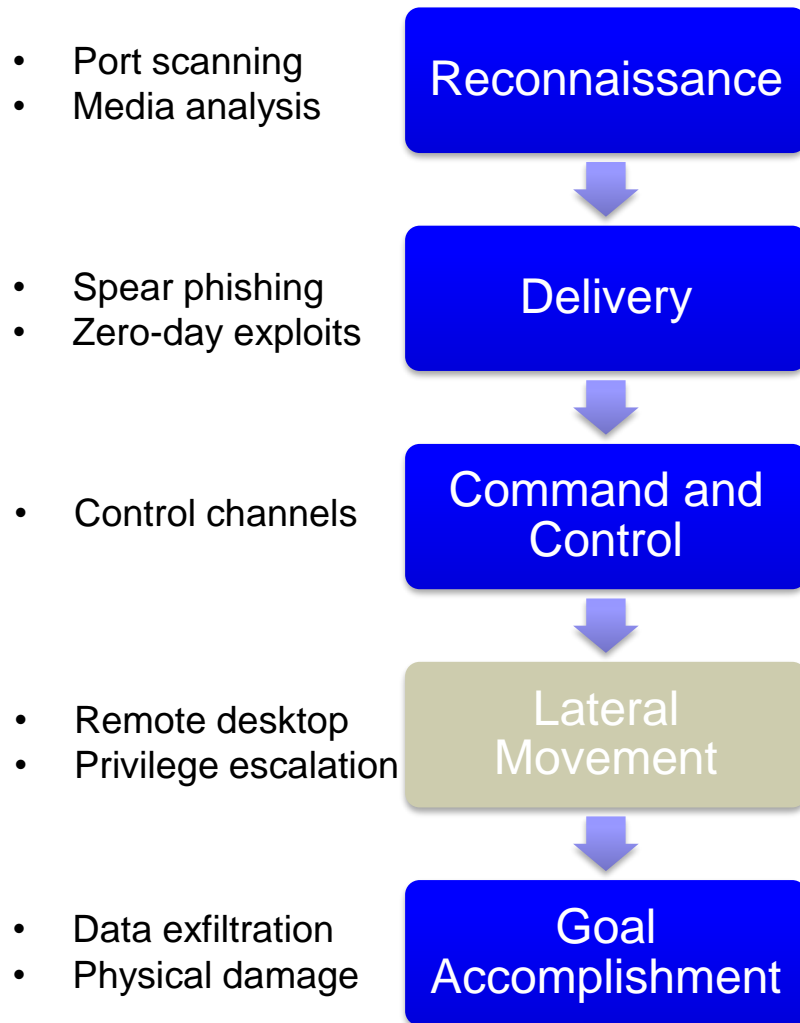 • Port scanning
• Media analysis
Reconnaissance
• Spear phishing
• Zero-day exploits
Delivery
• Control channels
Command and
Control
• Remote desktop
• Privilege escalation
Lateral
Movement
• Data exfiltration
• Physical damage
Goal
Accomplishment